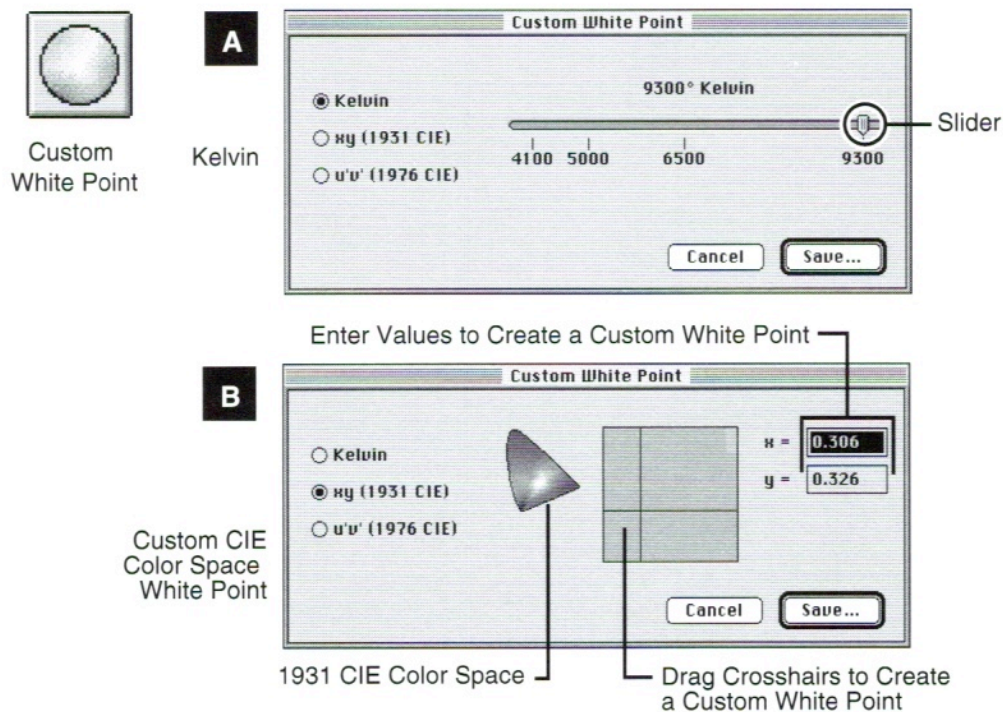 Custom
White Point
A
Kelvin
Custom White Point
Kelvin
xy (1931 CIE)
u'v' (1976 CIE)
9300° Kelvin
4100 5000 6500 9300
Slider
Cancel
Save...
Enter Values to Create a Custom White Point
B
Custom CIE
Color Space
White Point
Custom White Point
Kelvin
xy (1931 CIE)
u'v' (1976 CIE)
x = 0.306
y = 0.326
Cancel
Save...
1931 CIE Color Space
Drag Crosshairs to Create
a Custom White Point